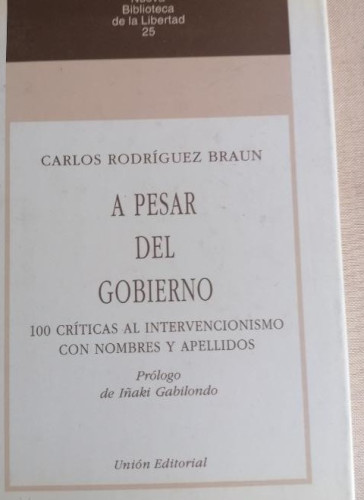 Nueva
Biblioteca
de la Libertad
25
CARLOS RODRÍGUEZ BRAUN
A PESAR
DEL
GOBIERNO
100 CRÍTICAS AL INTERVENCIONISMO
CON NOMBRES Y APELLIDOS
Prólogo
de Iñaki Gabilondo
Unión Editorial